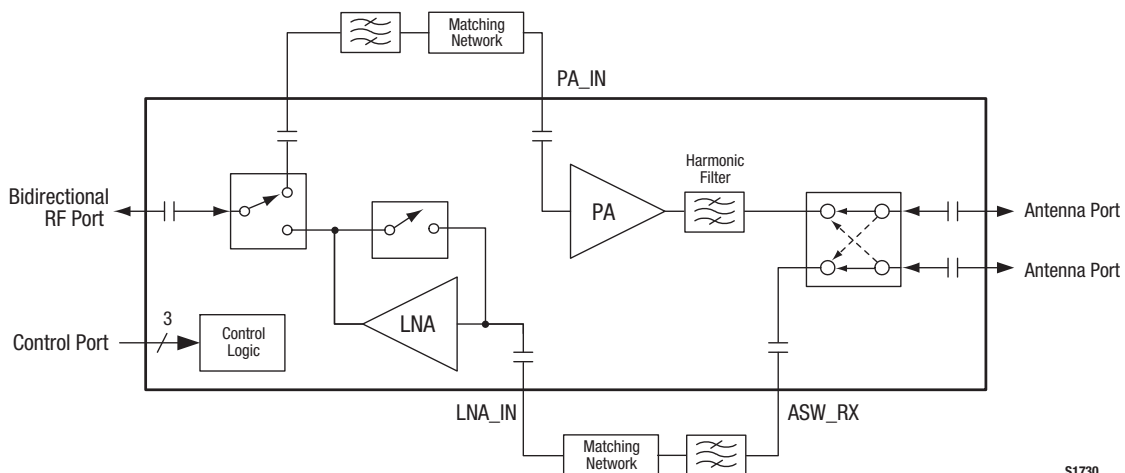 Matching
Network
PA_IN
Harmonic
Filter
Bidirectional
RF Port
PA
Antenna Port
Antenna Port
LNA
3
Control Port
Control
Logic
LNA_IN
ASW_RX
Matching
Network
S1730